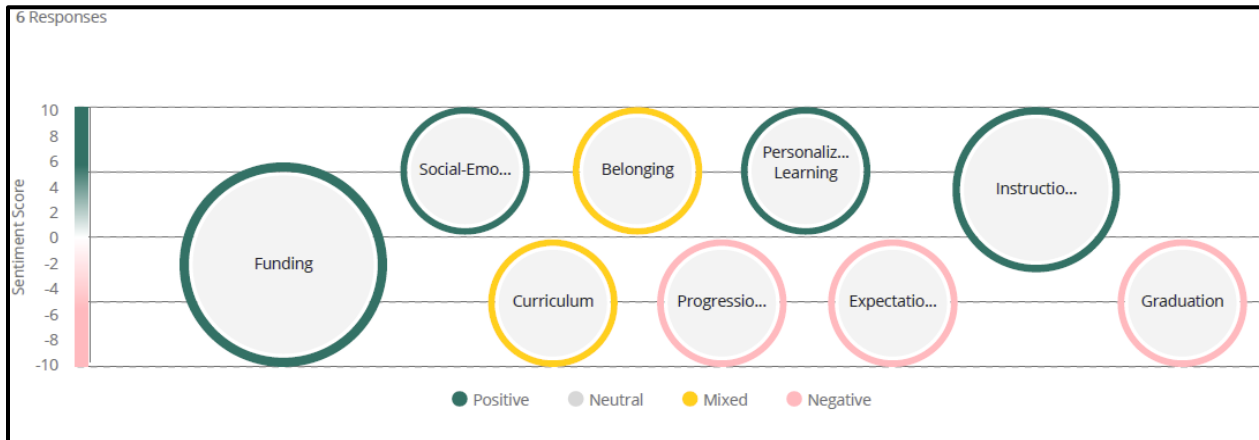 6 Responses
Sentiment Score
10
8
6
4
2
0
-2
-4
-6
-8
-10
Funding
Social-Emo...
Belonging
Personaliz...
Learning
Instructio...
Curriculum
Progressio...
Expectatio...
Graduation
Positive
Neutral
Mixed
Negative